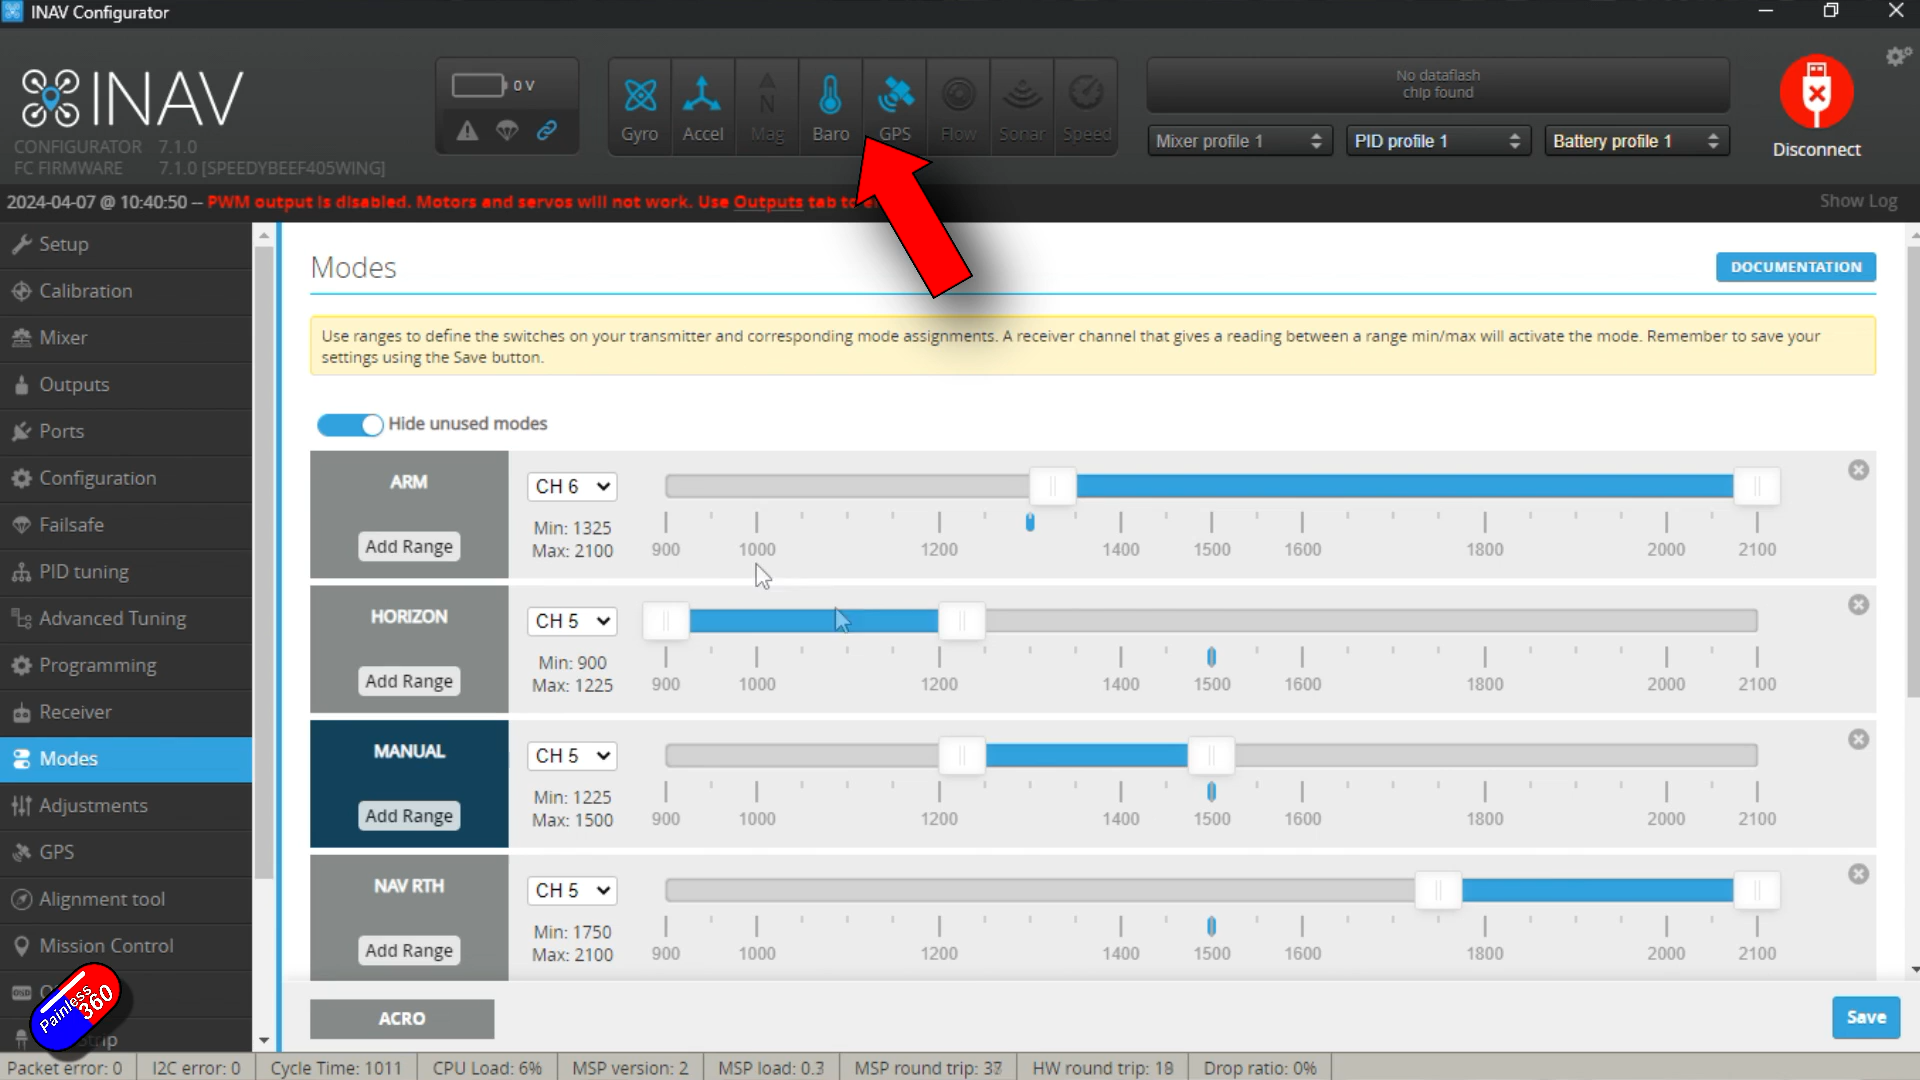 INAV Configurator
INAV
CONFIGURATOR 7.1.0
FC FIRMWARE 7.1.0 [SPEEDYBEEF405WING]
0 V
Gyro
Accel
Mag
Baro
GPS
Flow
Sonar
Speed
No dataflash
chip found
Mixer profile 1
PID profile 1
Battery profile 1
Disconnect
2024-04-07 @ 10:40:50 -- PWM output is disabled. Motors and servos will not work. Use Outputs tab to
Show Log
Setup
Calibration
Mixer
Outputs
Ports
Configuration
Failsafe
PID tuning
Advanced Tuning
Programming
Receiver
Modes
Adjustments
GPS
Alignment tool
Mission Control
Painless
360
Modes
DOCUMENTATION
Use ranges to define the switches on your transmitter and corresponding mode assignments. A receiver channel that gives a reading between a range min/max will activate the mode. Remember to save your
settings using the Save button.
Hide unused modes
ARM
Add Range
CH 6
Min: 1325
Max: 2100
900 1000 1200 1400 1500 1600 1800 2000 2100
HORIZON
Add Range
CH 5
Min: 900
Max: 1225
900 1000 1200 1400 1500 1600 1800 2000 2100
MANUAL
Add Range
CH 5
Min: 1225
Max: 1500
900 1000 1200 1400 1500 1600 1800 2000 2100
NAV RTH
Add Range
CH 5
Min: 1750
Max: 2100
900 1000 1200 1400 1500 1600 1800 2000 2100
ACRO
Save
Packet error: 0
I2C error: 0
Cycle Time: 1011
CPU Load: 6%
MSP version: 2
MSP load: 0.3
MSP round trip: 37
HW round trip: 18
Drop ratio: 0%